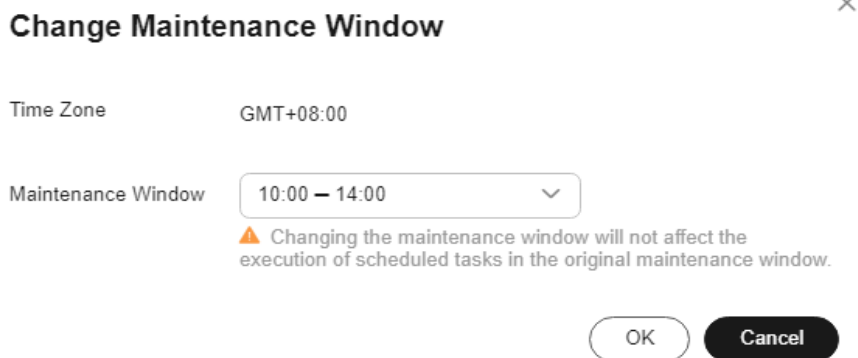 Change Maintenance Window
Time Zone
GMT+08:00
Maintenance Window
10:00 — 14:00
Changing the maintenance window will not affect the
execution of scheduled tasks in the original maintenance window.
OK
Cancel